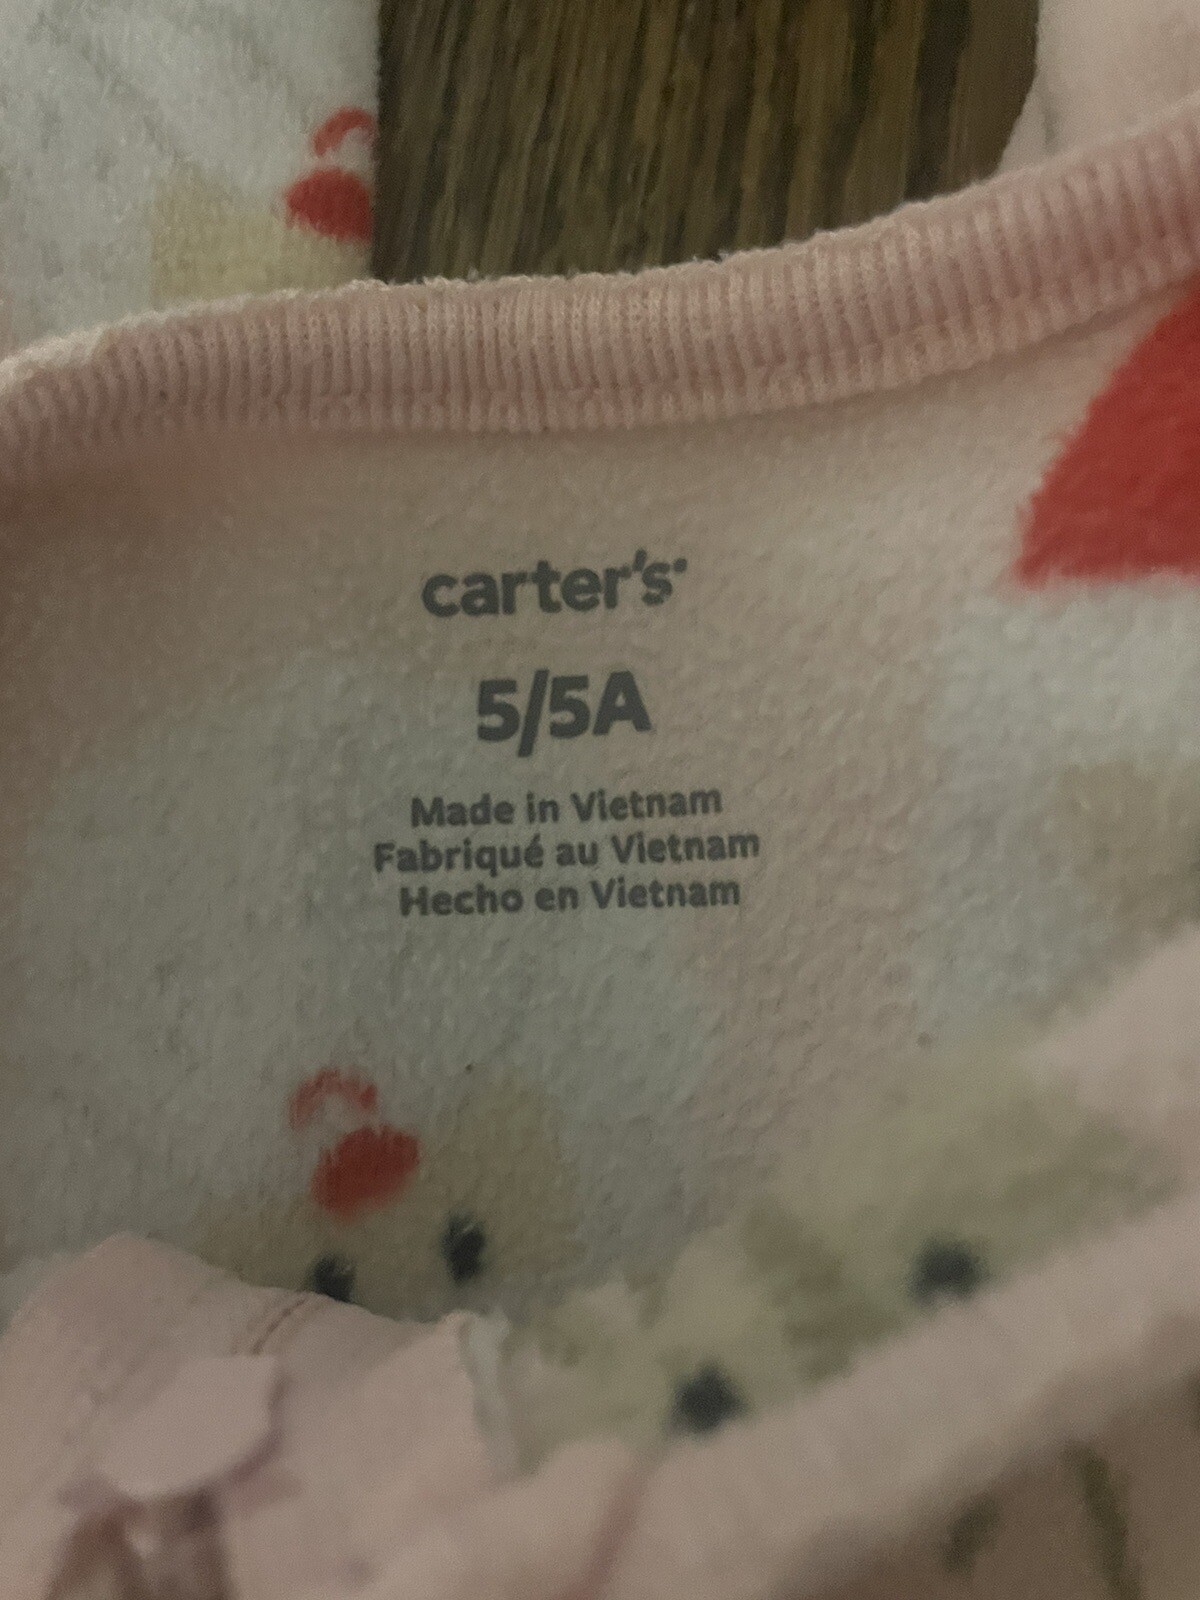 carter's
5/5A
Made in Vietnam
Fabriqué au Vietnam
Hecho en Vietnam